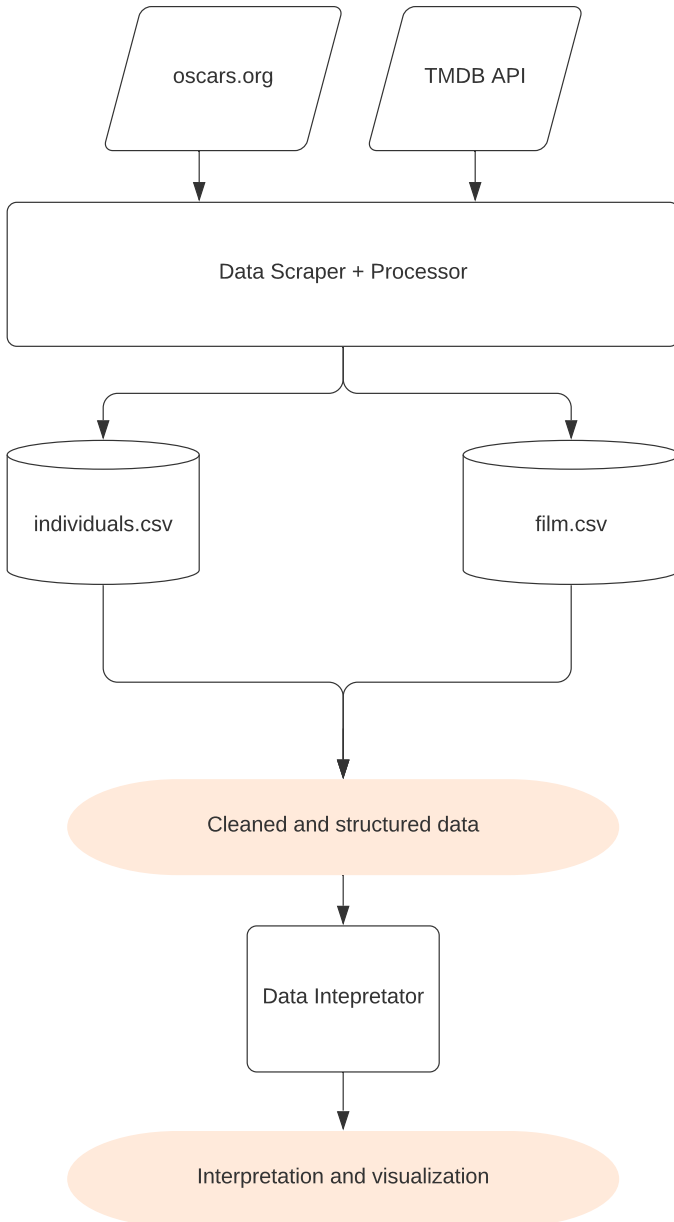 oscars.org
TMDB API
Data Scraper + Processor
individuals.csv
film.csv
Cleaned and structured data
Data Intepretator
Interpretation and visualization